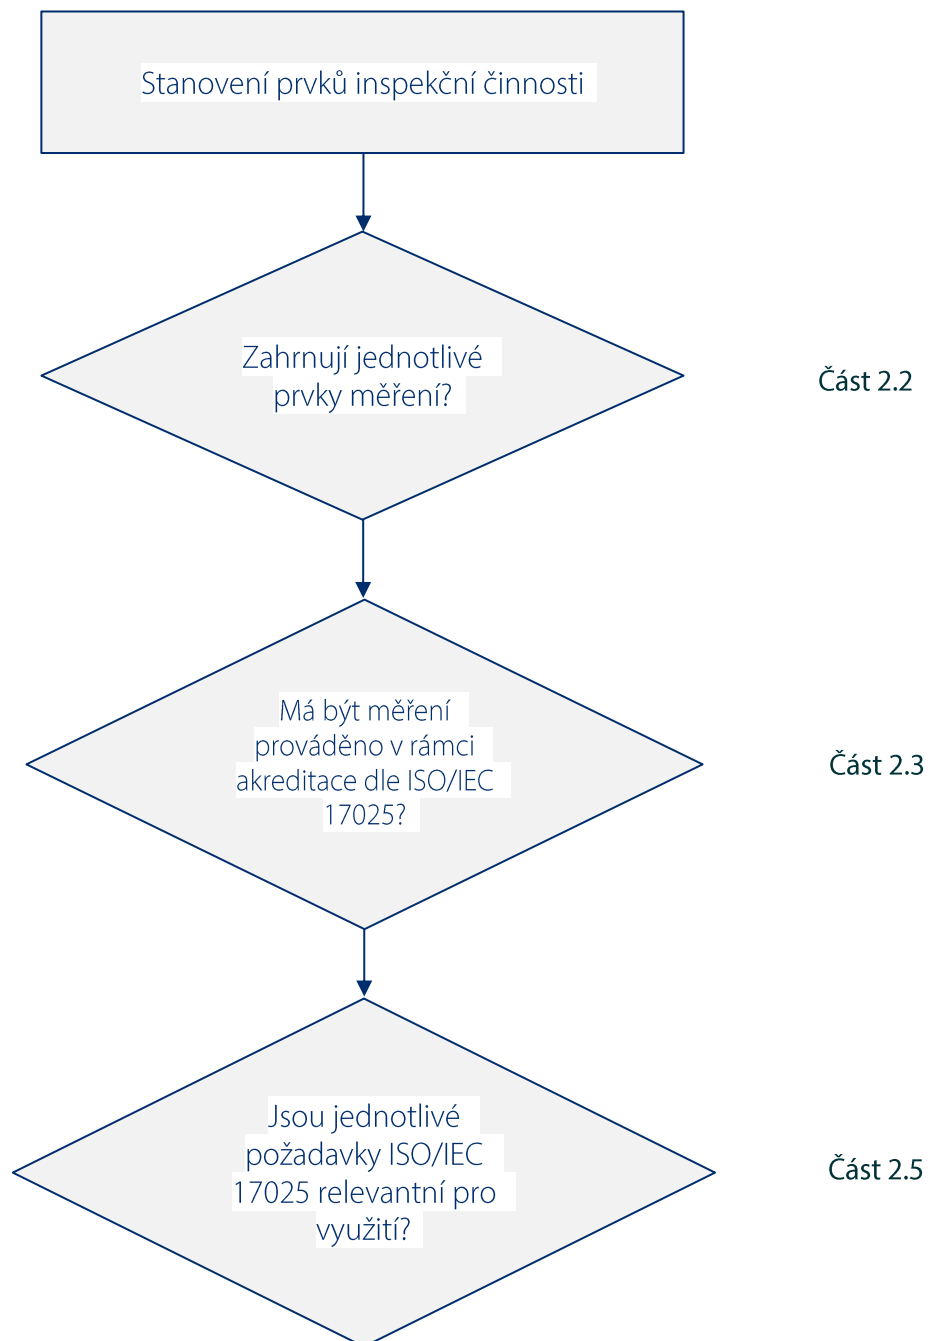 Stanovení prvků inspekční činnosti
Zahrnují jednotlivé
prvky měření?
Část 2.2
Má být měření
prováděno v rámci
akreditace dle ISO/IEC
17025?
Část 2.3
Jsou jednotlivé
požadavky ISO/IEC
17025 relevantní pro
využití?
Část 2.5